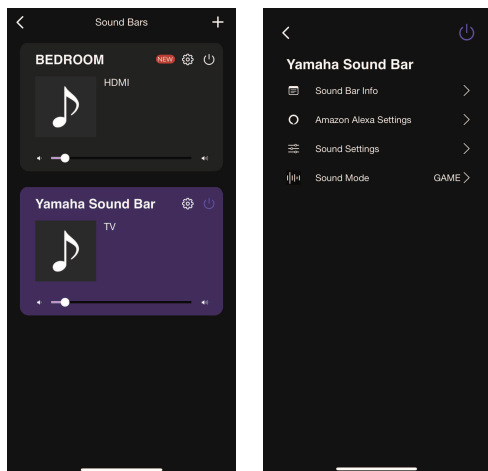 Sound Bars
BEDROOM
NEW
HDMI
Yamaha Sound Bar
TV
Yamaha Sound Bar
Sound Bar Info
Amazon Alexa Settings
Sound Settings
Sound Mode GAME